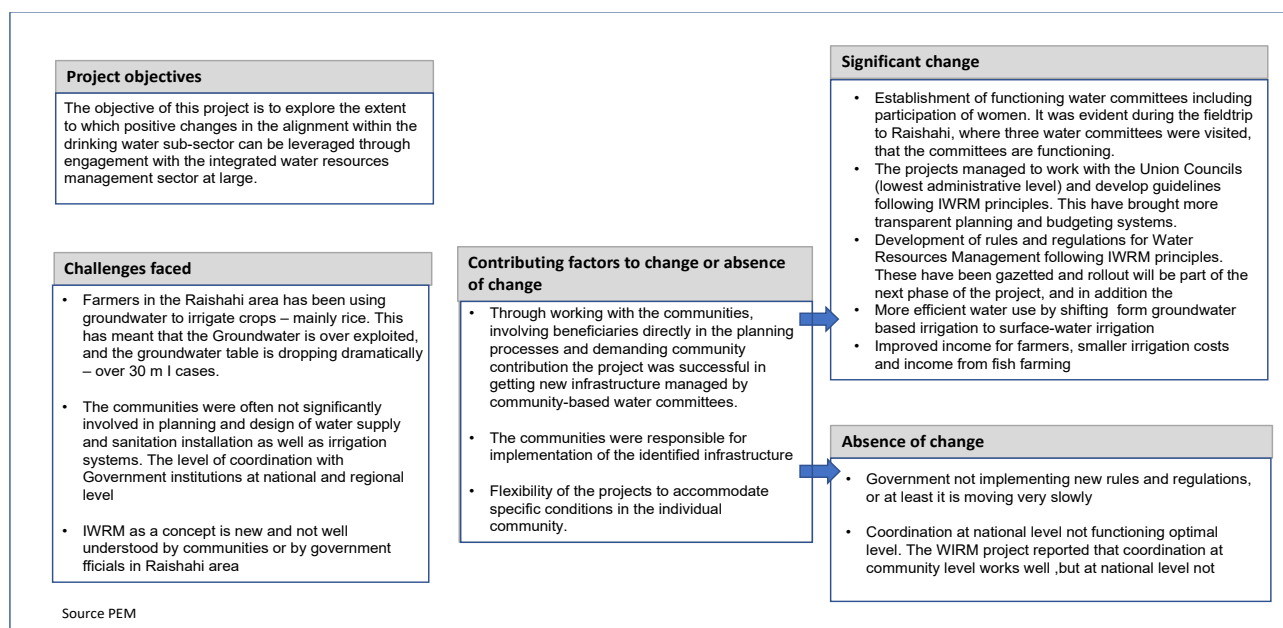 Project objectives
The objective of this project is to explore the extent
to which positive changes in the alignment within the
drinking water sub-sector can be leveraged through
engagement with the integrated water resources
management sector at large.
Challenges faced
• Farmers in the Raishahi area has been using
groundwater to irrigate crops – mainly rice. This
has meant that the Groundwater is over exploited,
and the groundwater table is dropping dramatically
– over 30 m I cases.
• The communities were often not significantly
involved in planning and design of water supply
and sanitation installation as well as irrigation
systems. The level of coordination with
Government institutions at national and regional
level
• IWRM as a concept is new and not well
understood by communities or by government
fficials in Raishahi area
Contributing factors to change or absence
of change
• Through working with the communities,
involving beneficiaries directly in the planning
processes and demanding community
contribution the project was successful in
getting new infrastructure managed by
community-based water committees.
• The communities were responsible for
implementation of the identified infrastructure
• Flexibility of the projects to accommodate
specific conditions in the individual
community.
Significant change
• Establishment of functioning water committees including
participation of women. It was evident during the fieldtrip
to Raishahi, where three water committees were visited,
that the committees are functioning.
• The projects managed to work with the Union Councils
(lowest administrative level) and develop guidelines
following IWRM principles. This have brought more
transparent planning and budgeting systems.
• Development of rules and regulations for Water
Resources Management following IWRM principles.
These have been gazetted and rollout will be part of the
next phase of the project, and in addition the
• More efficient water use by shifting form groundwater
based irrigation to surface-water irrigation
• Improved income for farmers, smaller irrigation costs
and income from fish farming
Absence of change
• Government not implementing new rules and regulations,
or at least it is moving very slowly
• Coordination at national level not functioning optimal
level. The WIRM project reported that coordination at
community level works well ,but at national level not
Source PEM